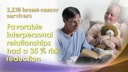 2,230 breast-cancer
survivors
Favorable
interpersonal
relationships
had a 35 % risk
reduction